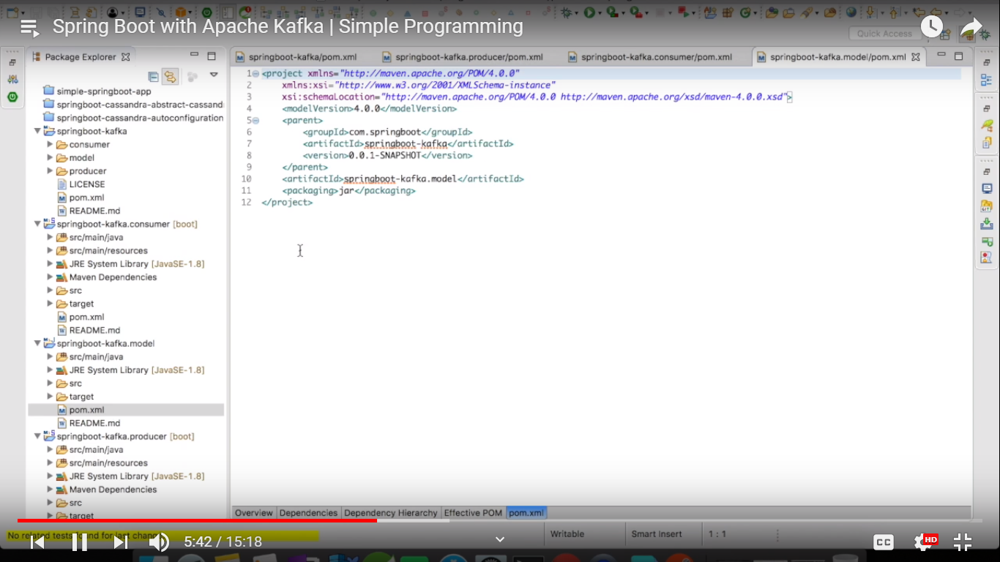 Spring Boot with Apache Kafka | Simple Programming
Quick Access
Package Explorer
springboot-kafka/pom.xml
springboot-kafka.producer/pom.xml
springboot-kafka.consumer/pom.xml
springboot-kafka.model/pom.xml
simple-springboot-app
springboot-cassandra-abstract-cassand
springboot-cassandra-autoconfiguration
springboot-kafka
consumer
model
producer
LICENSE
pom.xml
README.md
springboot-kafka.consumer [boot]
src/main/java
src/main/resources
JRE System Library [JavaSE-1.8]
Maven Dependencies
src
target
pom.xml
README.md
springboot-kafka.model
src/main/java
JRE System Library [JavaSE-1.8]
src
target
pom.xml
README.md
springboot-kafka.producer [boot]
src/main/java
src/main/resources
JRE System Library [JavaSE-1.8]
Maven Dependencies
src
target
1 <project xmlns="http://maven.apache.org/POM/4.0.0"
2 xmlns:xsi="http://www.w3.org/2001/XMLSchema-instance"
3 xsi:schemaLocation="http://maven.apache.org/POM/4.0.0 http://maven.apache.org/xsd/maven-4.0.0.xsd">
4 <modelVersion>4.0.0</modelVersion>
5 <parent>
6 <groupId>com.springboot</groupId>
7 <artifactId>springboot-kafka</artifactId>
8 <version>0.0.1-SNAPSHOT</version>
9 </parent>
10 <artifactId>springboot-kafka.model</artifactId>
11 <packaging>jar</packaging>
12 </project>
Overview
Dependencies
Dependency Hierarchy
Effective POM
pom.xml
No related tests found for last change
Writable
Smart Insert
1 : 1
5:42 / 15:18
CC
HD